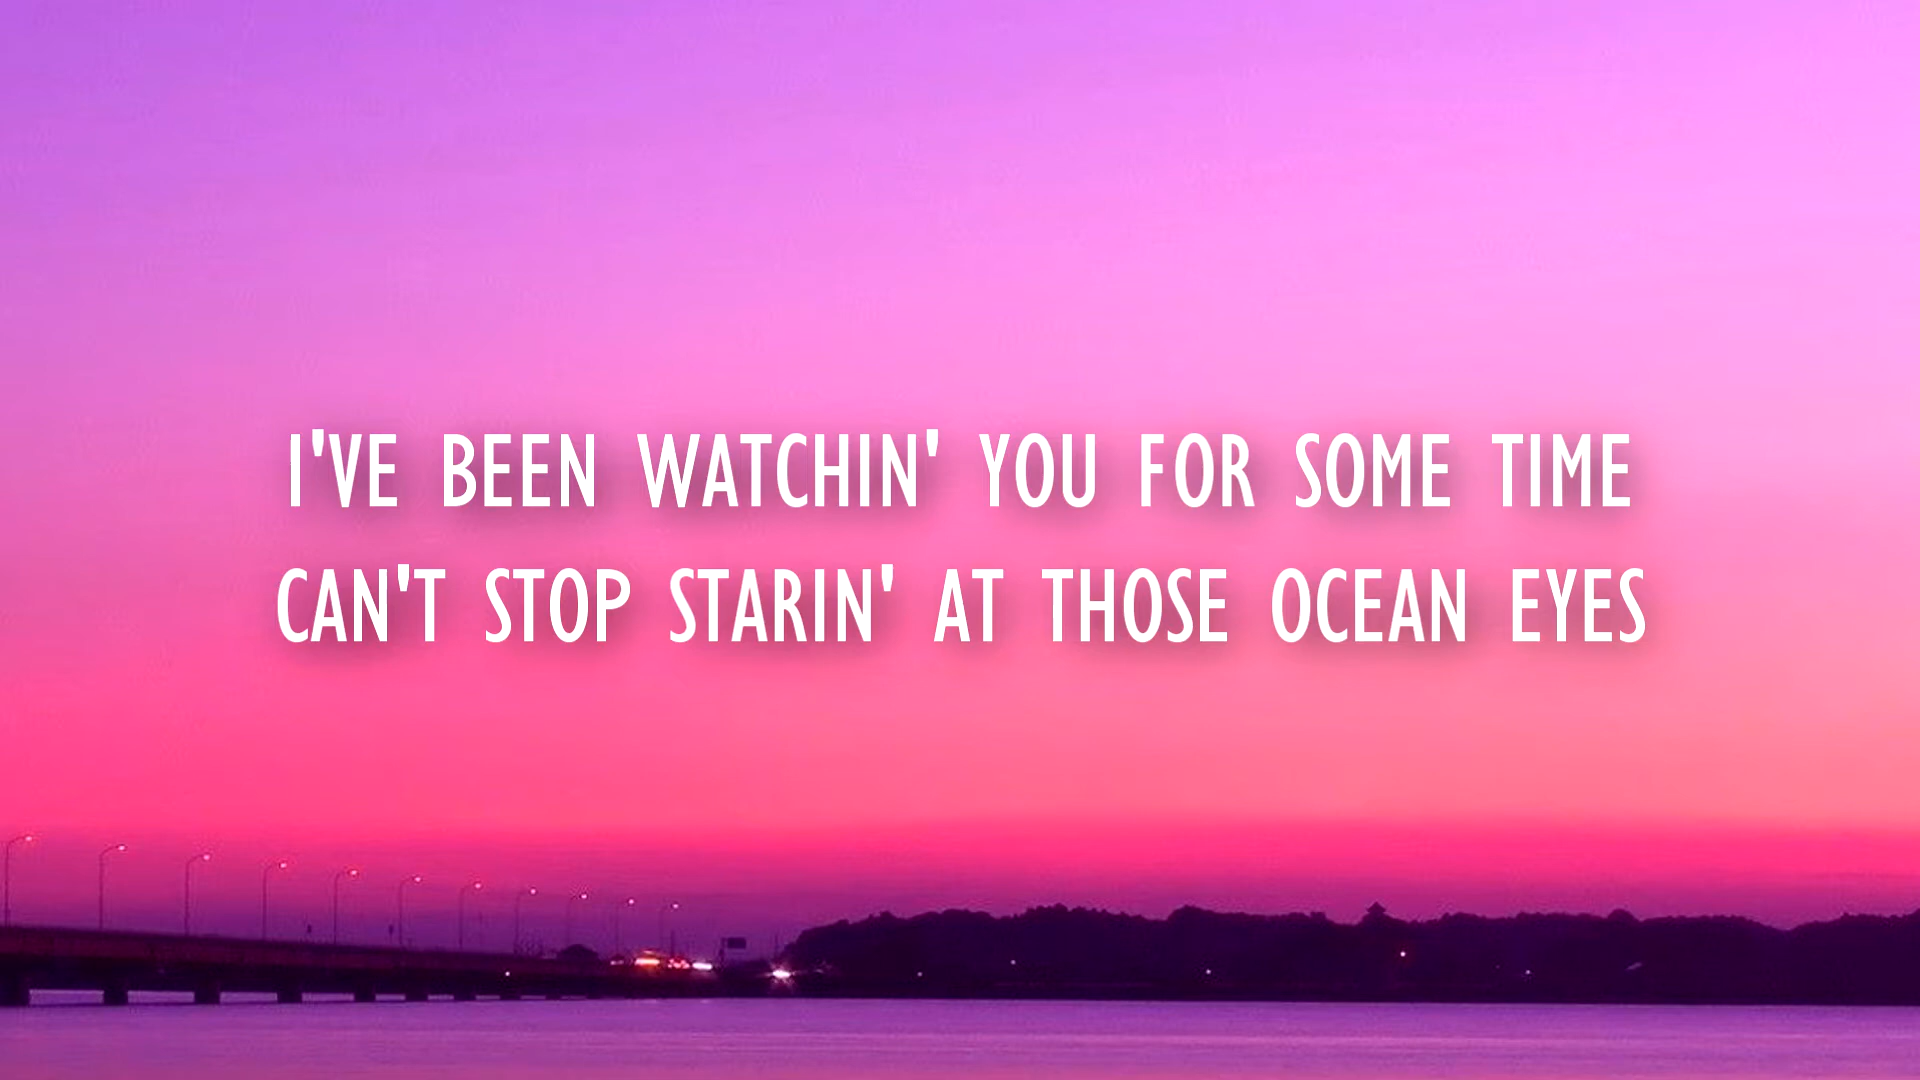 I'VE BEEN WATCHIN' YOU FOR SOME TIME
CAN'T STOP STARIN' AT THOSE OCEAN EYES